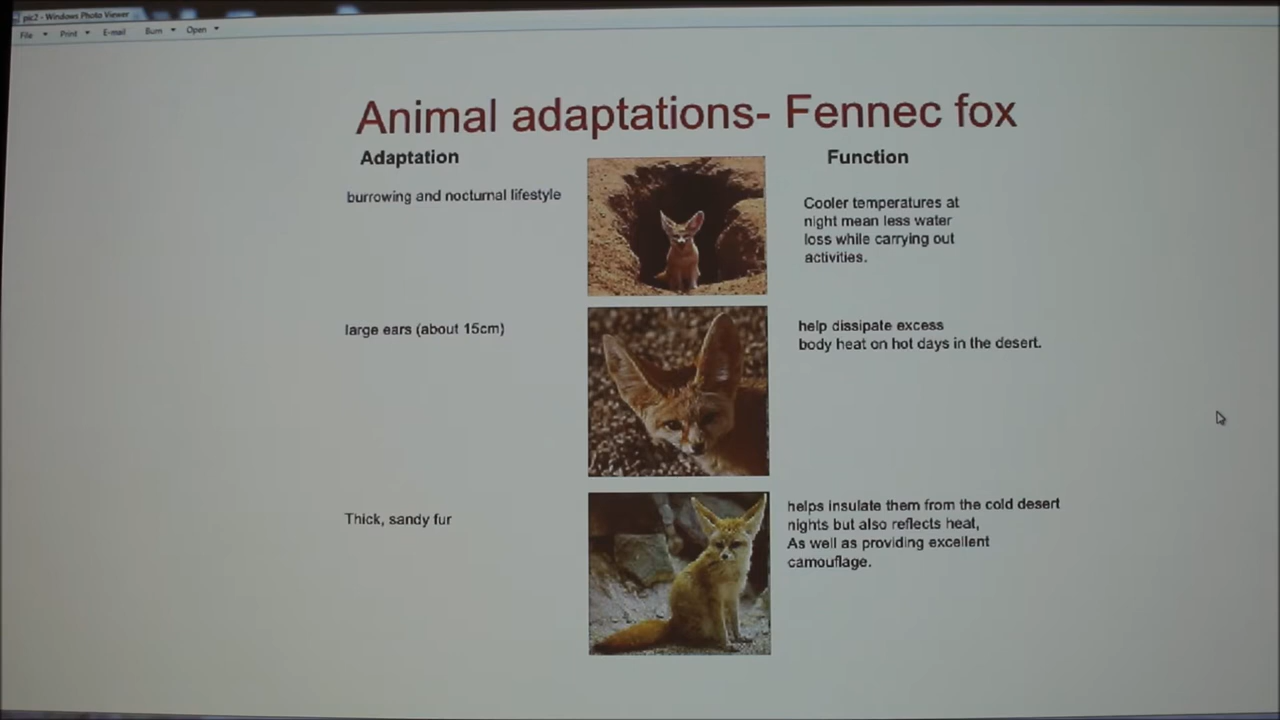 pic2 - Windows Photo Viewer
File Print E-mail Burn Open
Animal adaptations- Fennec fox
Adaptation
Function
burrowing and nocturnal lifestyle
Cooler temperatures at
night mean less water
loss while carrying out
activities.
large ears (about 15cm)
help dissipate excess
body heat on hot days in the desert.
Thick, sandy fur
helps insulate them from the cold desert
nights but also reflects heat,
As well as providing excellent
camouflage.